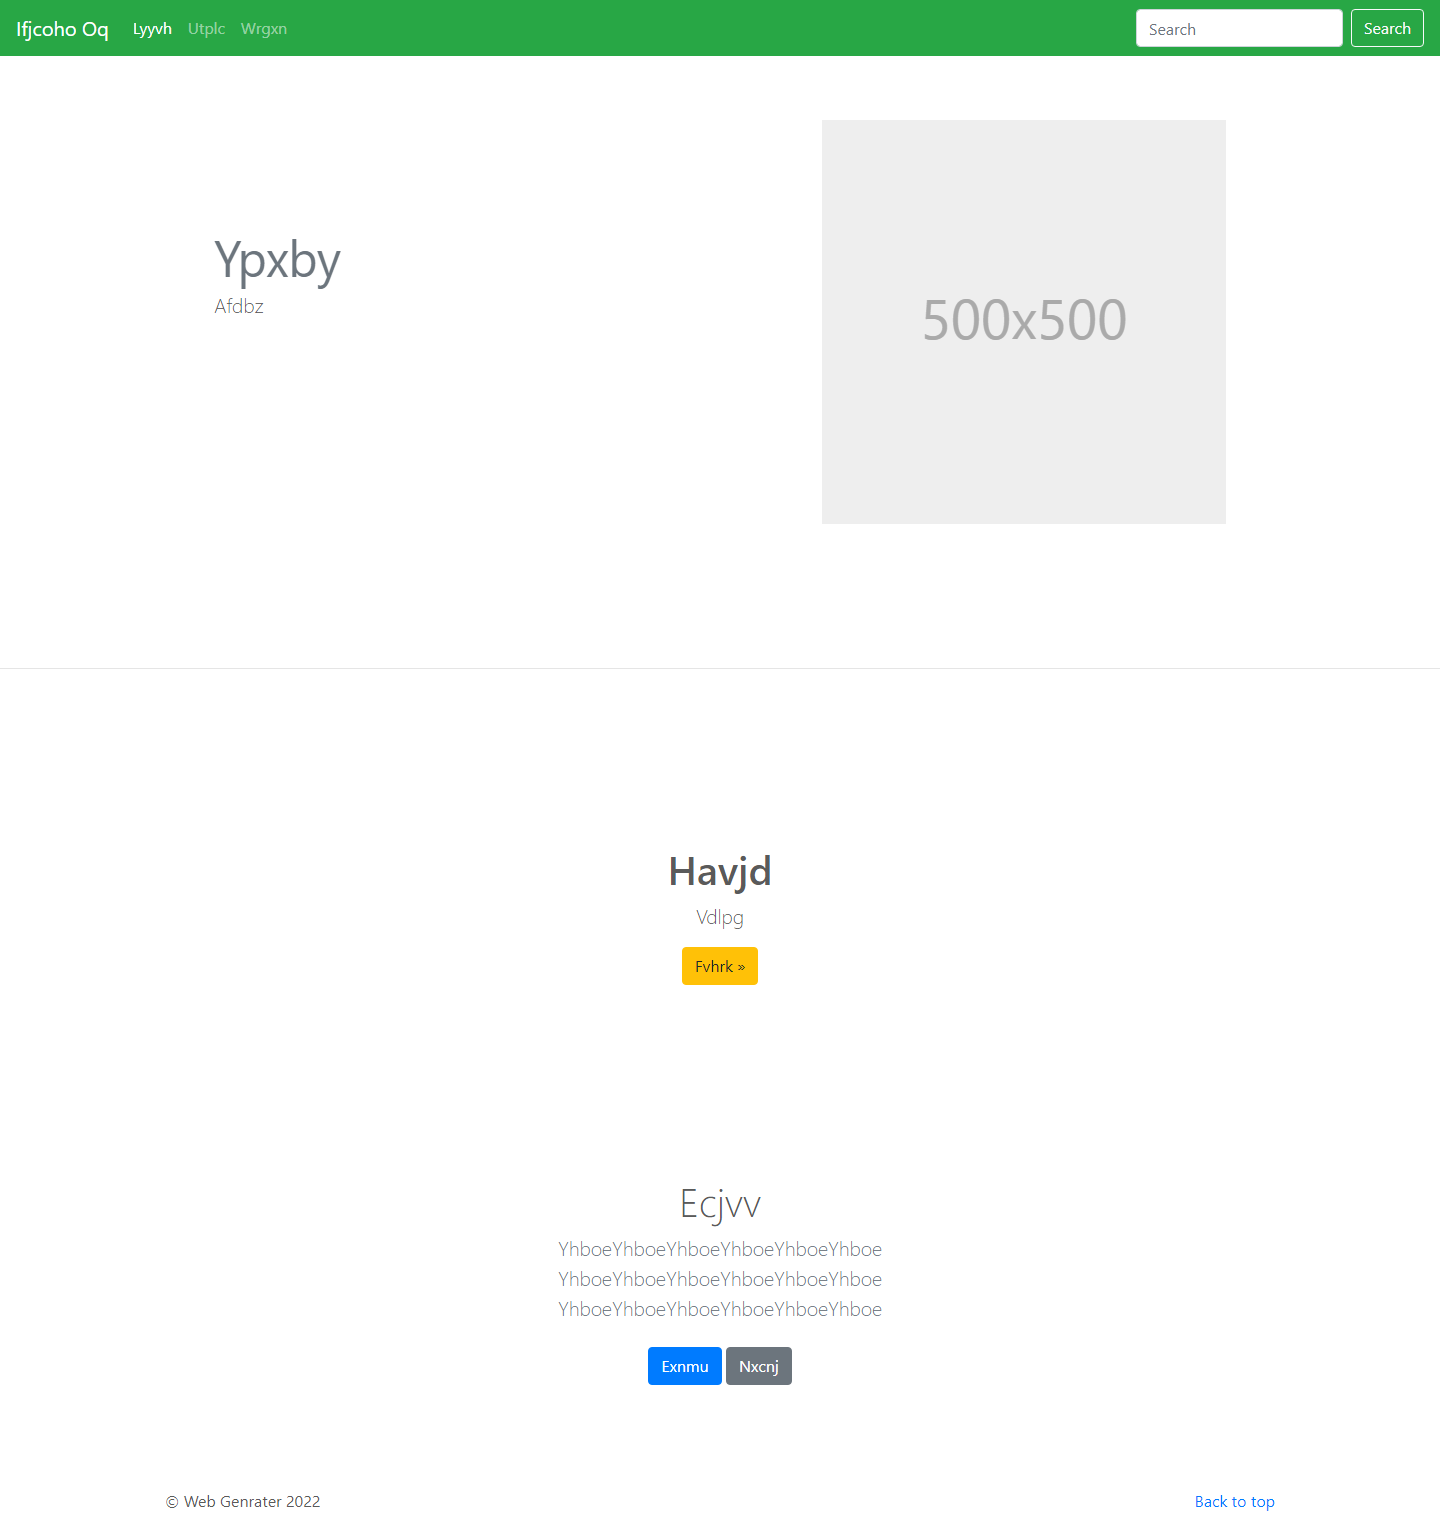 Ifjcoho Oq Lyyvh Utplc Wrgxn Search Search
Ypxby
Afdbz
500x500
Havjd
Vdlpg
Fvhrk »
Ecjvv
YhboeYhboeYhboeYhboeYhboeYhboe
YhboeYhboeYhboeYhboeYhboeYhboe
YhboeYhboeYhboeYhboeYhboeYhboe
Exnmu Nxcnj
© Web Genrater 2022 Back to top